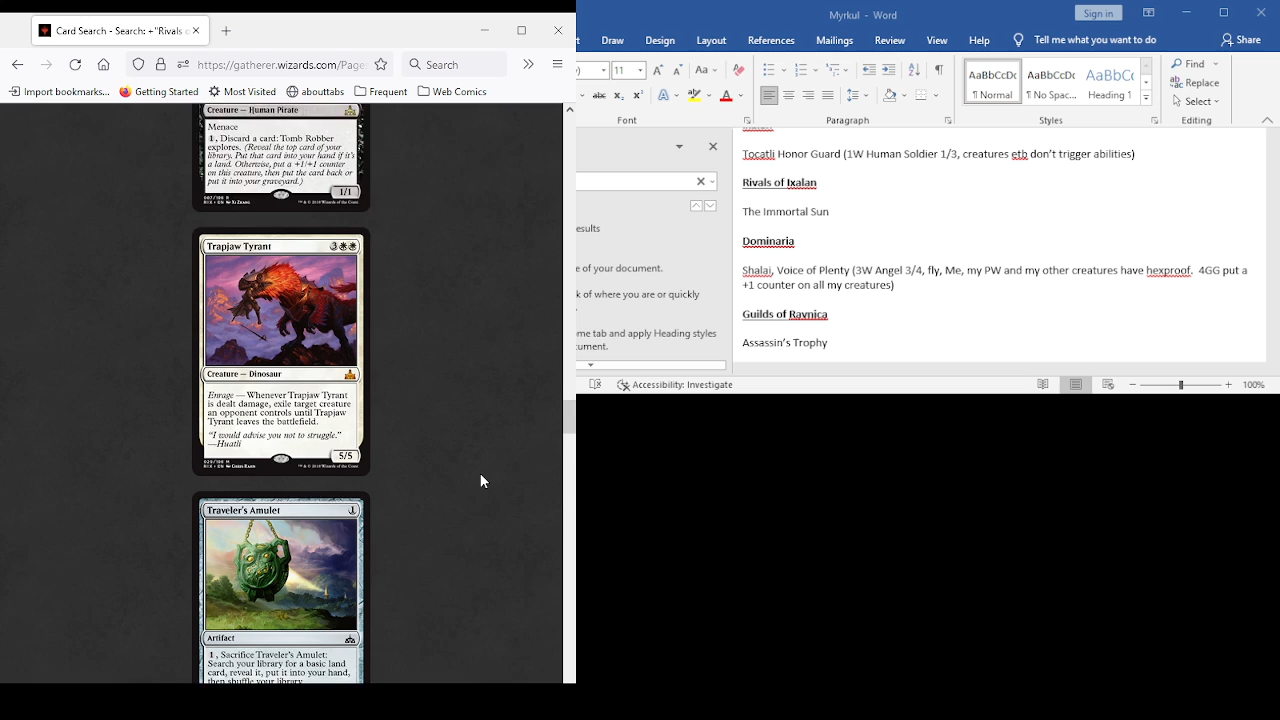 Card Search - Search: +"Rivals
https://gatherer.wizards.com/Pages
Search
Import bookmarks...
Getting Started
Most Visited
abouttabs
Frequent
Web Comics
Creature — Human Pirate
Menace
1, Discard a card: Tomb Robber
explores. (Reveal the top card of your
library. Put that card into your hand if it's
a land. Otherwise, put a +1/+1 counter
on this creature, then put the card back or
put it into your graveyard.)
1/1
Trapjaw Tyrant
3
Creature — Dinosaur
Enrage — Whenever Trapjaw Tyrant
is dealt damage, exile target creature
an opponent controls until Trapjaw
Tyrant leaves the battlefield.
"I would advise you not to struggle."
—Huatli
5/5
Traveler's Amulet
1
Artifact
1, Sacrifice Traveler's Amulet:
Search your library for a basic land
card, reveal it, put it into your hand,
then shuffle your library.
Myrkul - Word
Sign in
Draw
Design
Layout
References
Mailings
Review
View
Help
Tell me what you want to do
Share
11
Aa
abc
x2
x2
AaBbCcDc
AaBbCcDc
AaBbCc
¶ Normal
¶ No Spac...
Heading 1
Find
Replace
Select
Font
Paragraph
Styles
Editing
esults
e of your document.
k of where you are or quickly
me tab and apply Heading styles
cument.
Tocatli Honor Guard (1W Human Soldier 1/3, creatures etb don't trigger abilities)
Rivals of Ixalan
The Immortal Sun
Dominaria
Shalai, Voice of Plenty (3W Angel 3/4, fly, Me, my PW and my other creatures have hexproof.  4GG put a
+1 counter on all my creatures)
Guilds of Ravnica
Assassin's Trophy
Accessibility: Investigate
100%